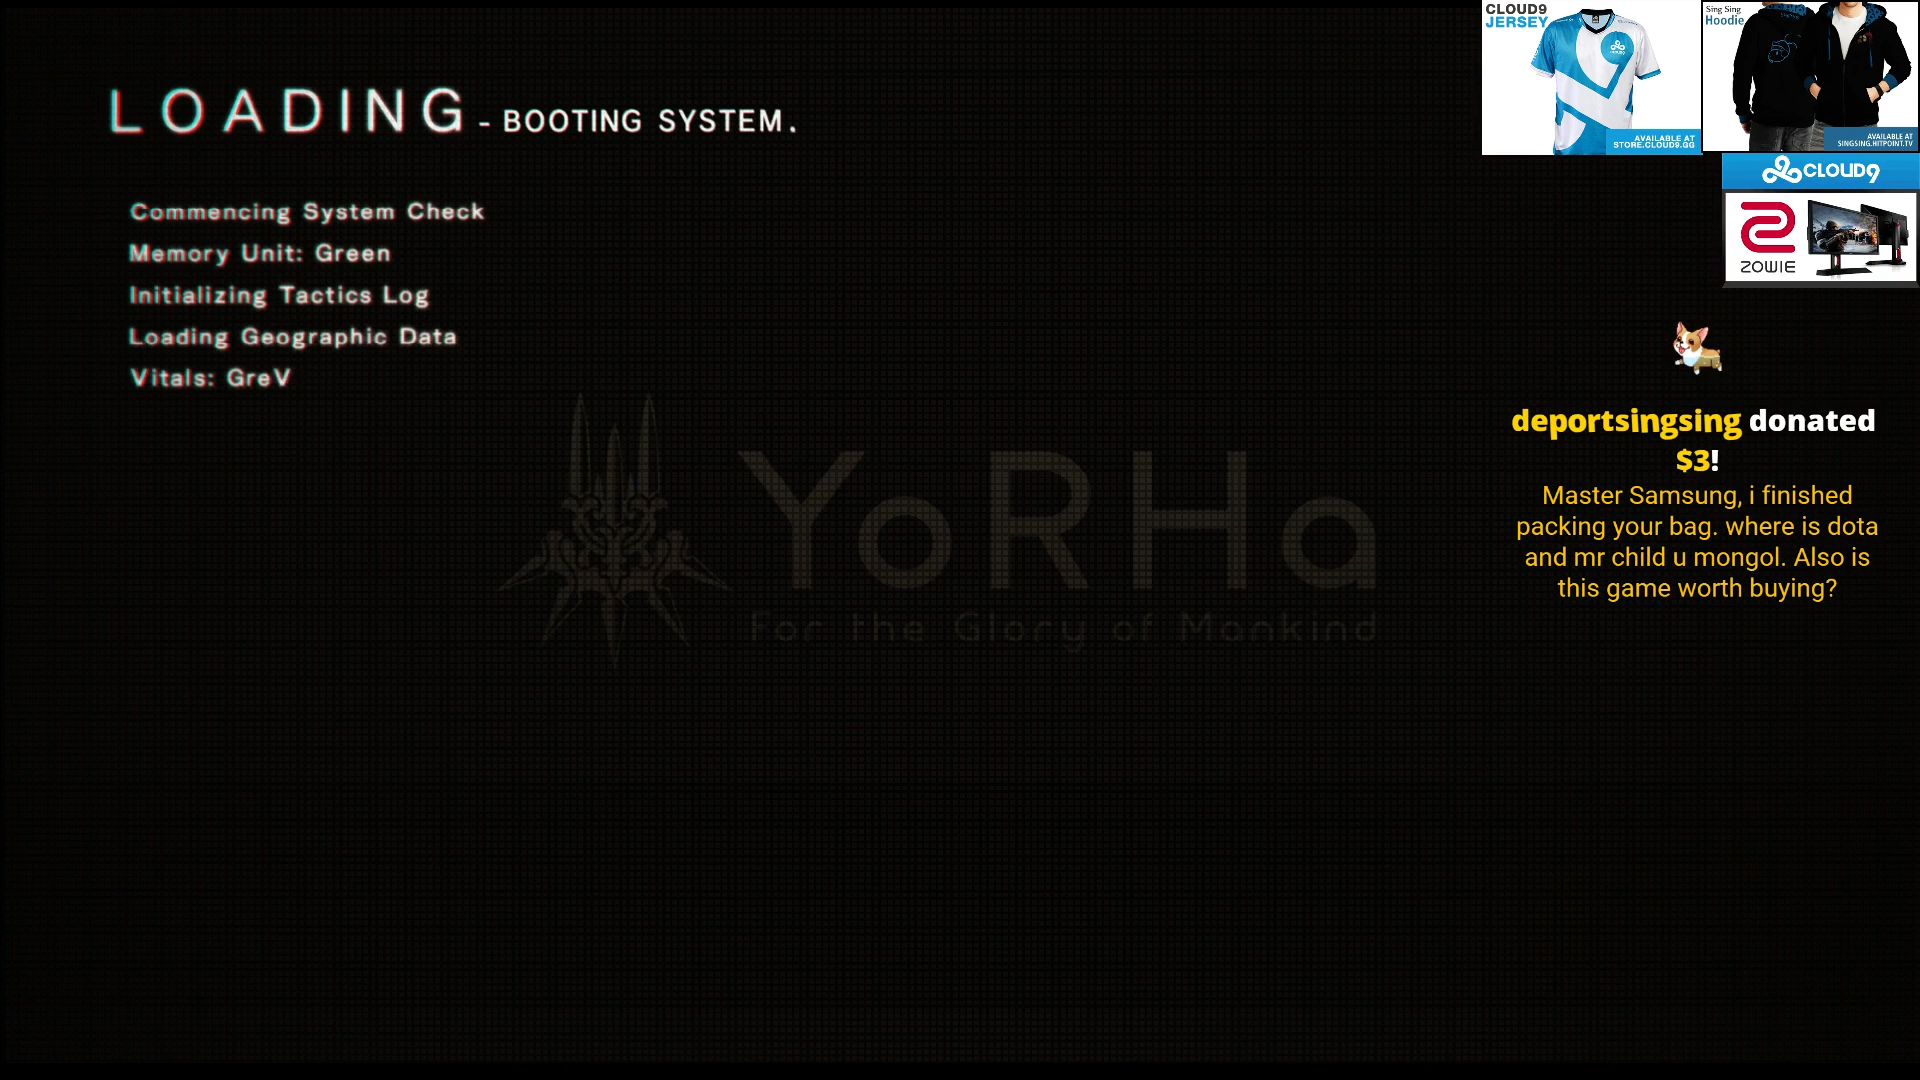 LOADING - BOOTING SYSTEM.
Commencing System Check
Memory Unit: Green
Initializing Tactics Log
Loading Geographic Data
Vitals: GreV
YoRHa
For the Glory of Mankind
CLOUD9
JERSEY
AVAILABLE AT
STORE.CLOUD9.GG
Sing Sing
Hoodie
AVAILABLE AT
SINGSING.HITPOINT.TV
CLOUD9
ZOWIE
deportsingsing donated
$3!
Master Samsung, i finished
packing your bag. where is dota
and mr child u mongol. Also is
this game worth buying?